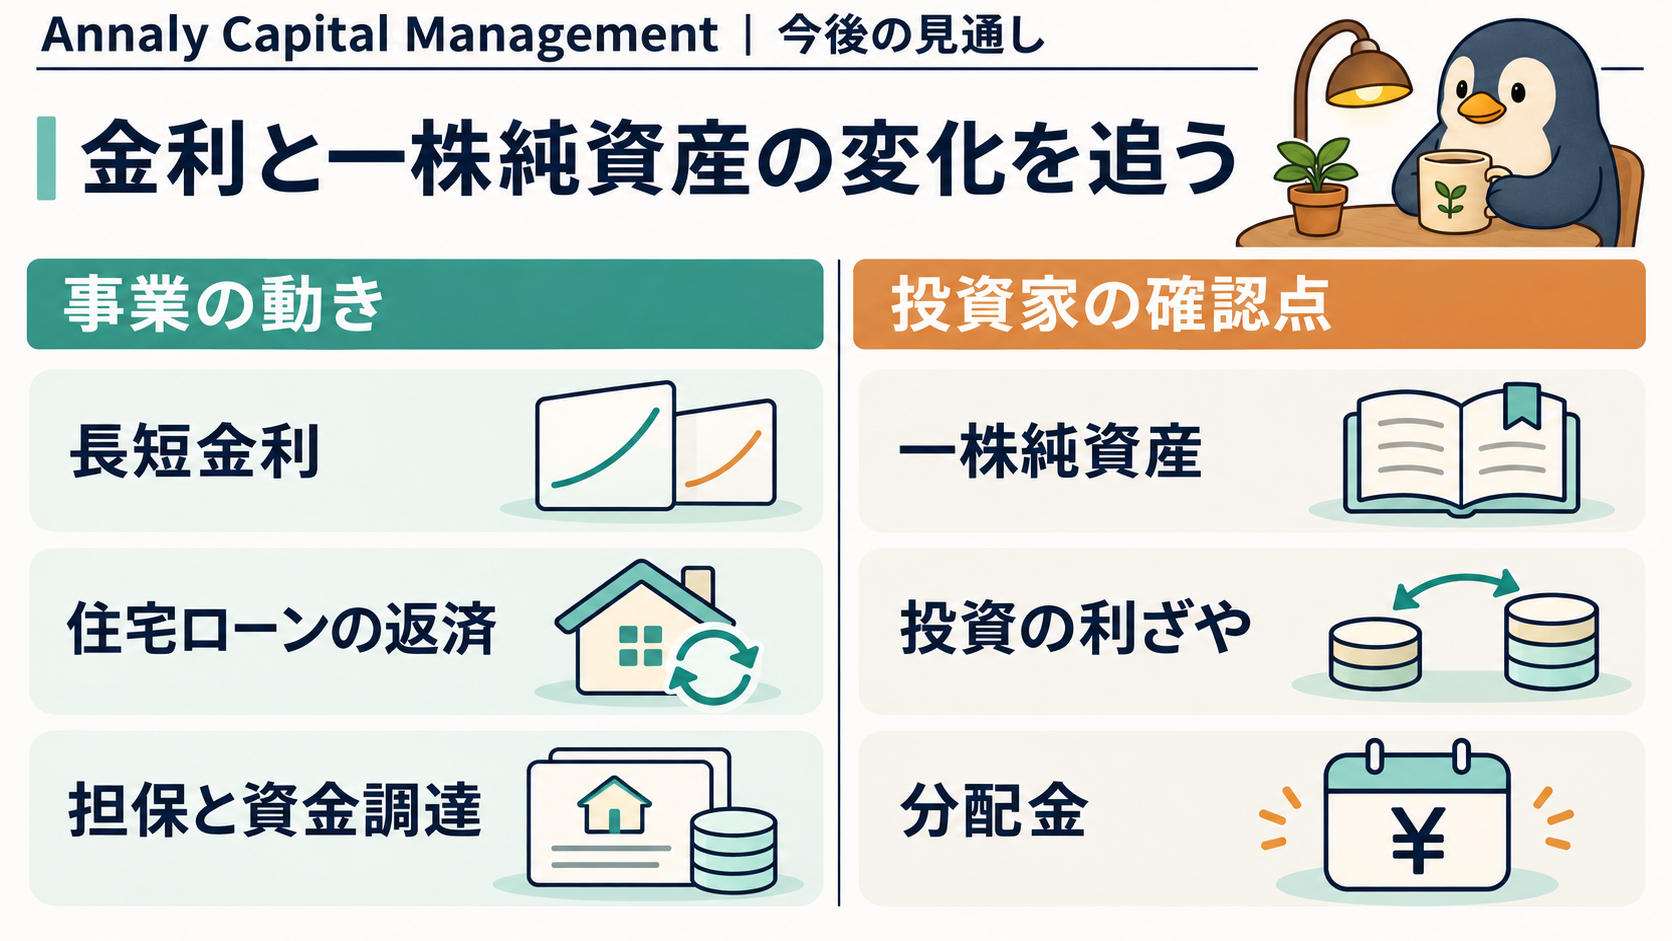 Annaly Capital Management | 今後の見通し
金利と一株純資産の変化を追う
事業の動き
長短金利
住宅ローンの返済
担保と資金調達
投資家の確認点
一株純資産
投資の利ざや
分配金
¥